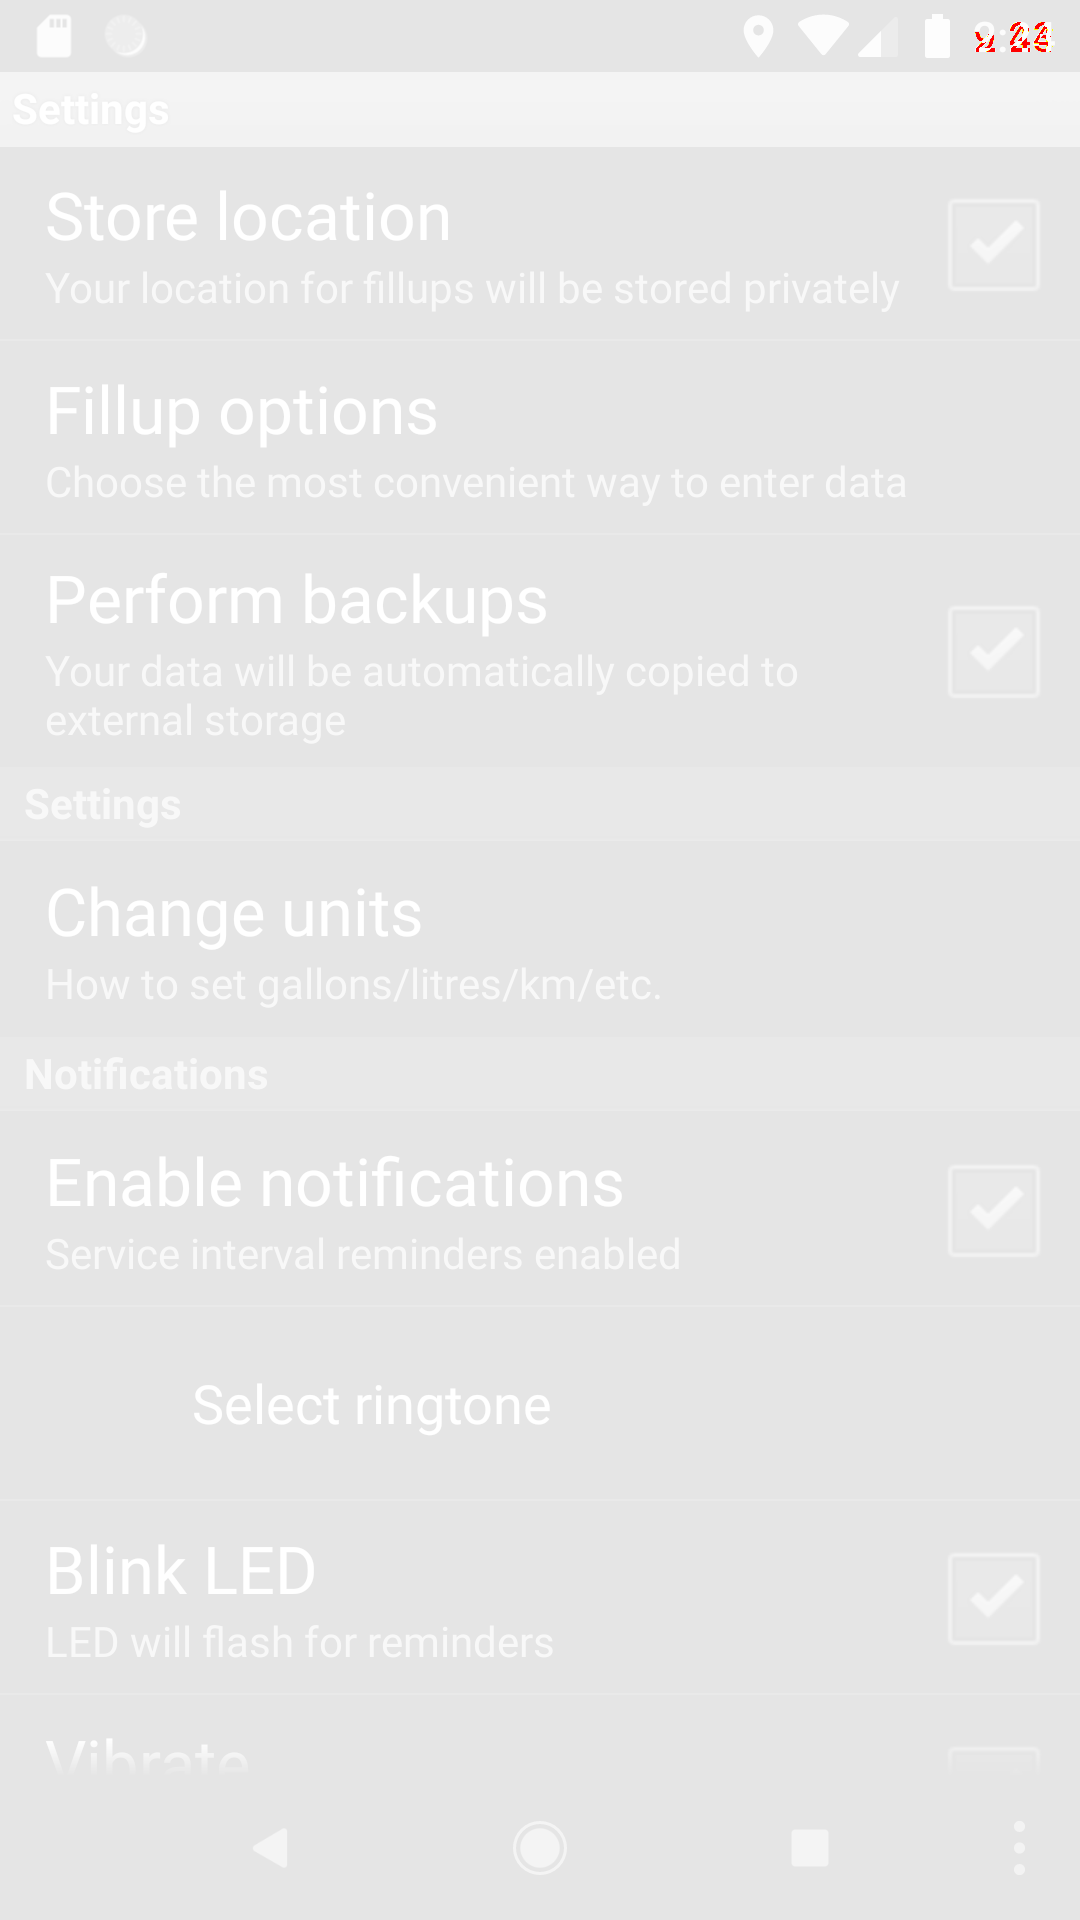 Settings
Store location
Your location for fillups will be stored privately
Fillup options
Choose the most convenient way to enter data
Perform backups
Your data will be automatically copied to
external storage
Settings
Change units
How to set gallons/litres/km/etc.
Notifications
Enable notifications
Service interval reminders enabled
Select ringtone
Blink LED
LED will flash for reminders
Vibrate